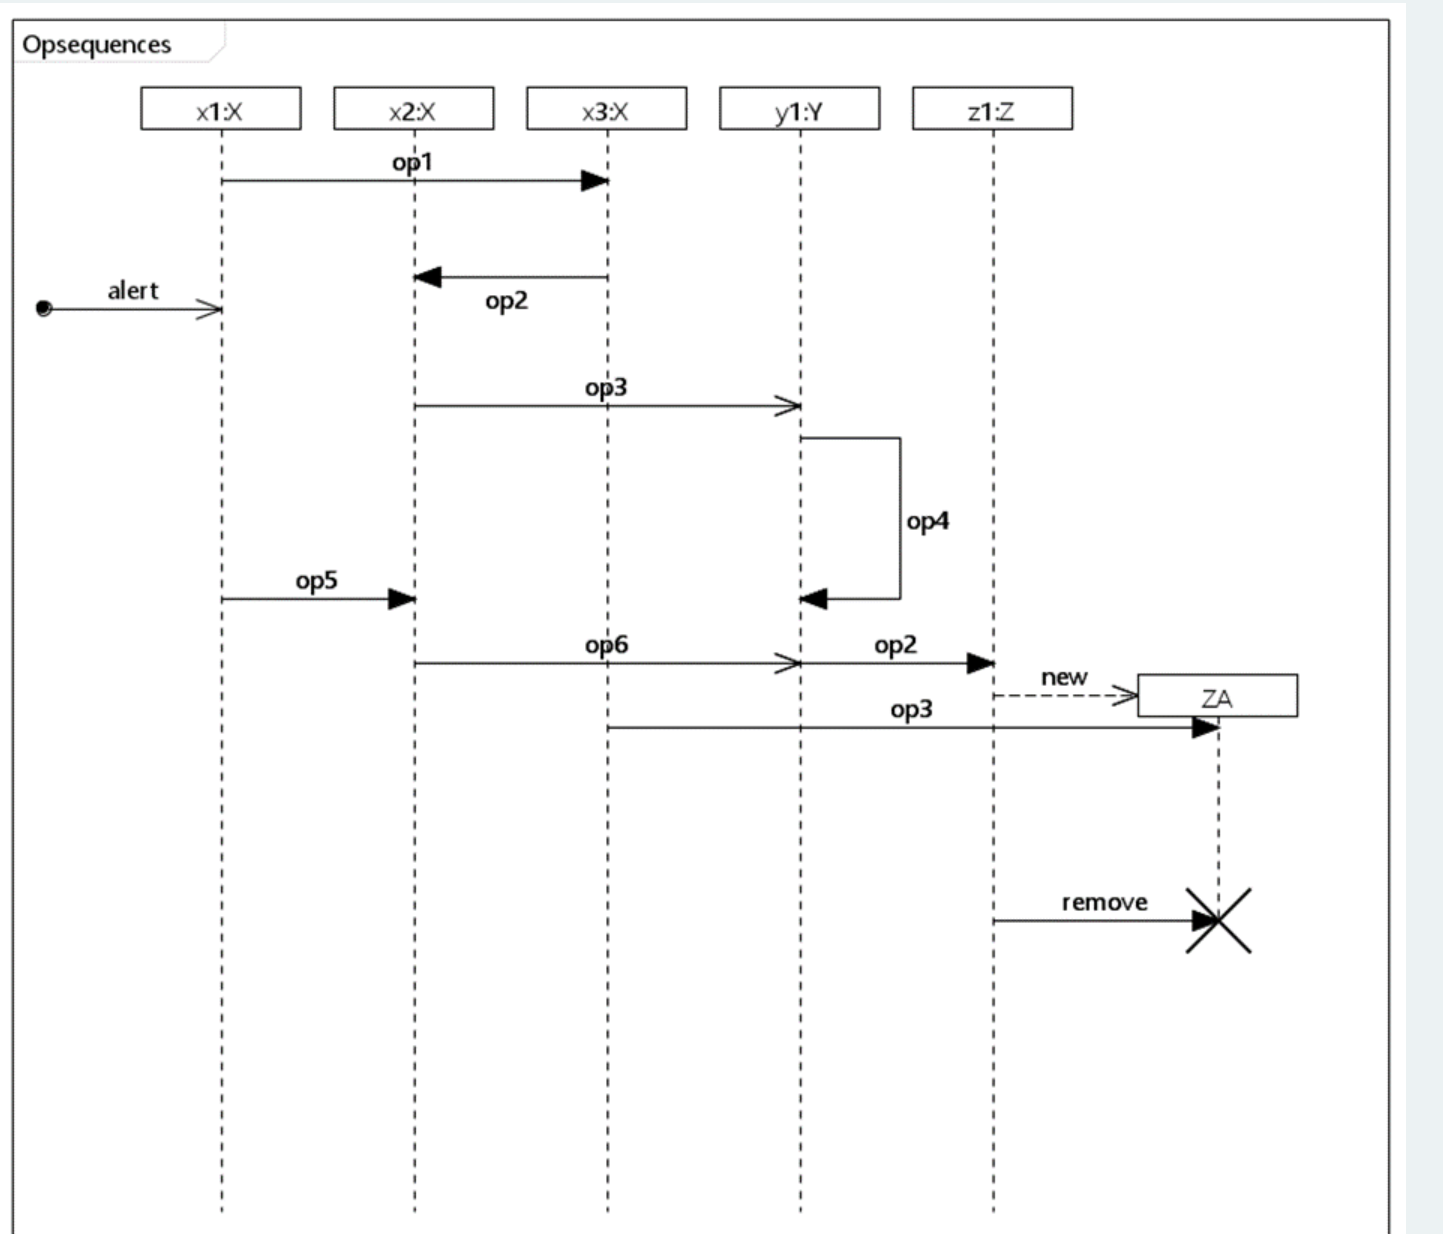 Opsequences
x1:X
x2:X
x3:X
y1:Y
z1:Z
op1
alert
op2
op3
op4
op5
op6
op2
new
ZA
op3
remove